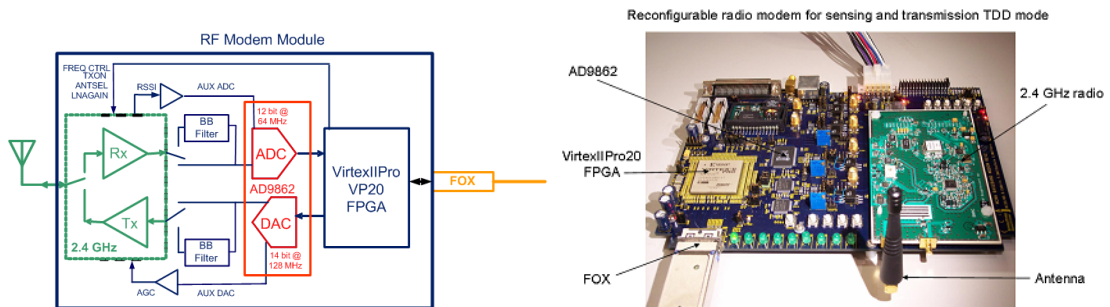 RF Modem Module
FREQ CTRL
TXON
ANTSEL
LNAGAIN
RSSI
AUX ADC
BB
Filter
12 bit @
64 MHz
Rx
ADC
AD9862
VirtexIIPro
VP20
FPGA
FOX
Tx
DAC
2.4 GHz
BB
Filter
14 bit @
128 MHz
AGC
AUX DAC
Reconfigurable radio modem for sensing and transmission TDD mode
AD9862
2.4 GHz radio
VirtexIIPro20
FPGA
FOX
Antenna